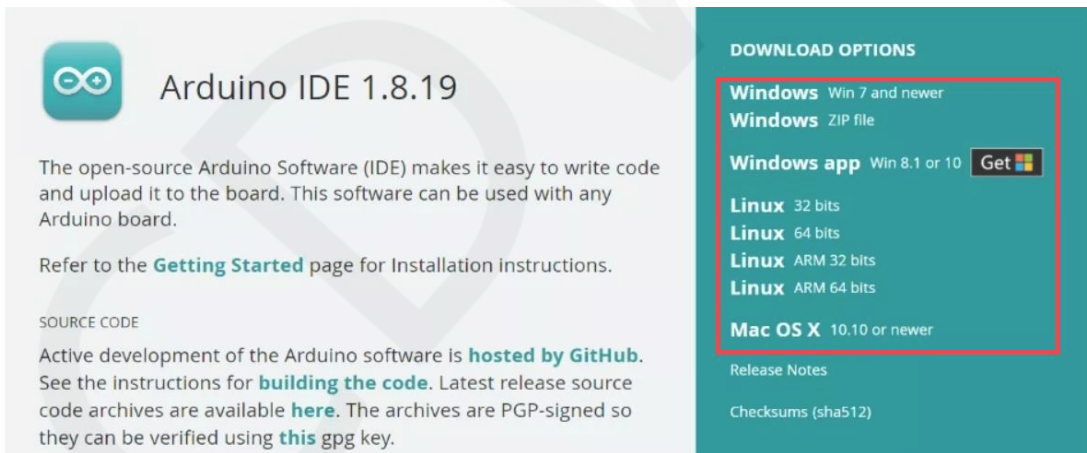 Arduino IDE 1.8.19
The open-source Arduino Software (IDE) makes it easy to write code
and upload it to the board. This software can be used with any
Arduino board.
Refer to the Getting Started page for Installation instructions.
SOURCE CODE
Active development of the Arduino software is hosted by GitHub.
See the instructions for building the code. Latest release source
code archives are available here. The archives are PGP-signed so
they can be verified using this gpg key.
DOWNLOAD OPTIONS
Windows Win 7 and newer
Windows ZIP file
Windows app Win 8.1 or 10 Get
Linux 32 bits
Linux 64 bits
Linux ARM 32 bits
Linux ARM 64 bits
Mac OS X 10.10 or newer
Release Notes
Checksums (sha512)